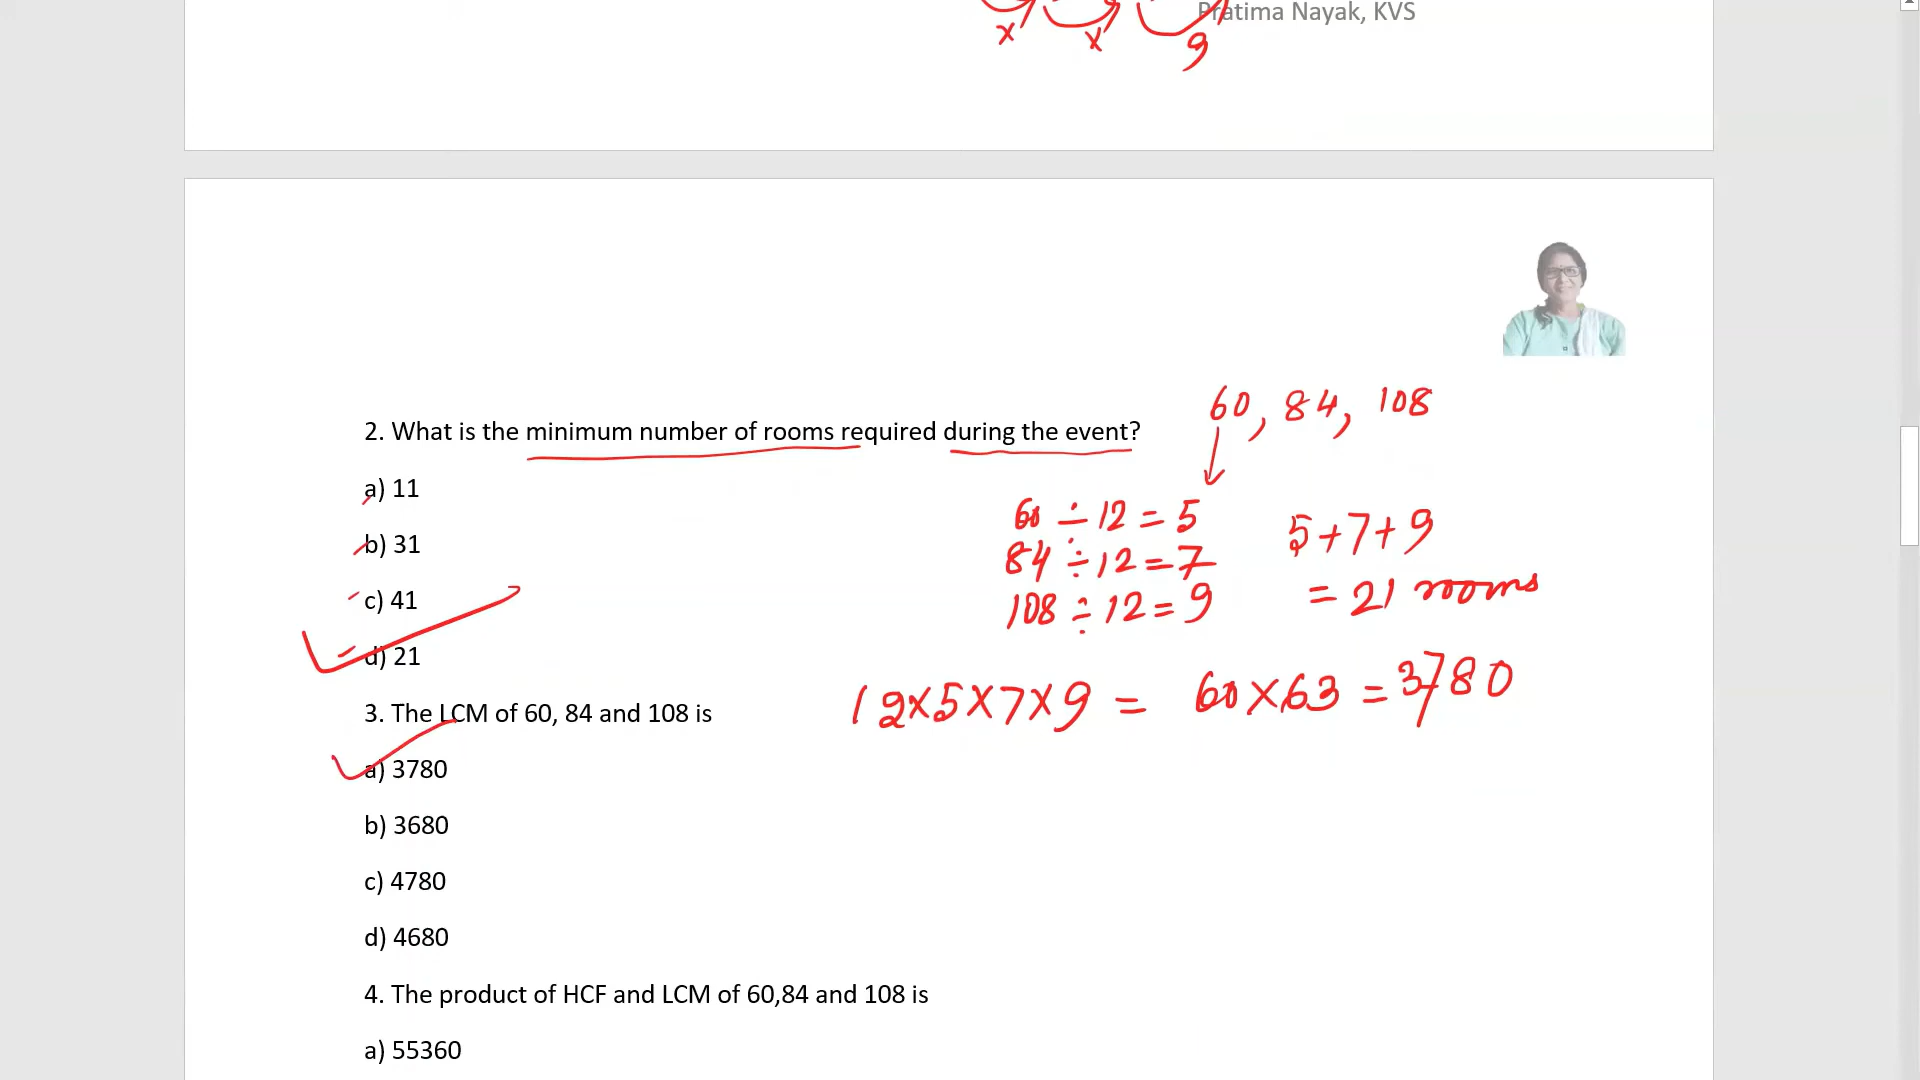 Pratima Nayak, KVS
x x 9
60, 84, 108
2. What is the minimum number of rooms required during the event?
a) 11
b) 31
c) 41
d) 21
60 ÷ 12 = 5
84 ÷ 12 = 7
108 ÷ 12 = 9
5+7+9
= 21 rooms
3. The LCM of 60, 84 and 108 is
12×5×7×9 = 60×63 = 3780
a) 3780
b) 3680
c) 4780
d) 4680
4. The product of HCF and LCM of 60,84 and 108 is
a) 55360